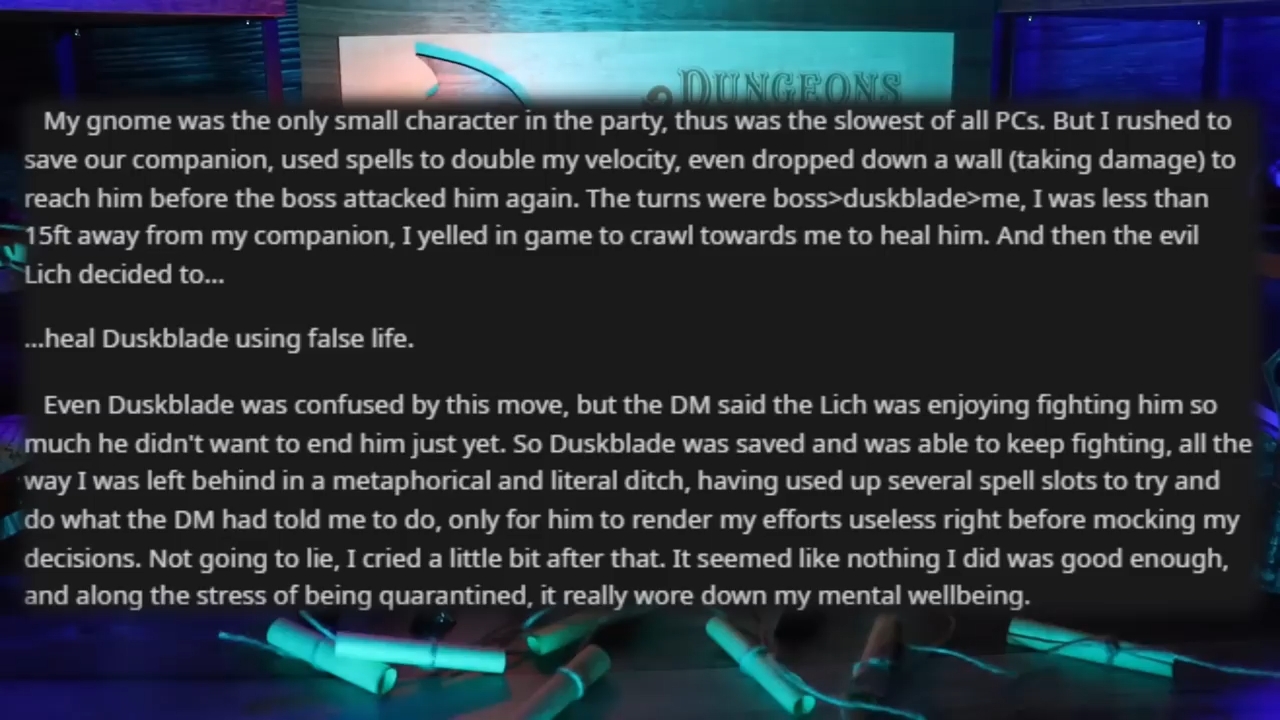 DUNGEONS
My gnome was the only small character in the party, thus was the slowest of all PCs. But I rushed to
save our companion, used spells to double my velocity, even dropped down a wall (taking damage) to
reach him before the boss attacked him again. The turns were boss>duskblade>me, I was less than
15ft away from my companion, I yelled in game to crawl towards me to heal him. And then the evil
Lich decided to...
...heal Duskblade using false life.
Even Duskblade was confused by this move, but the DM said the Lich was enjoying fighting him so
much he didn't want to end him just yet. So Duskblade was saved and was able to keep fighting, all the
way I was left behind in a metaphorical and literal ditch, having used up several spell slots to try and
do what the DM had told me to do, only for him to render my efforts useless right before mocking my
decisions. Not going to lie, I cried a little bit after that. It seemed like nothing I did was good enough,
and along the stress of being quarantined, it really wore down my mental wellbeing.